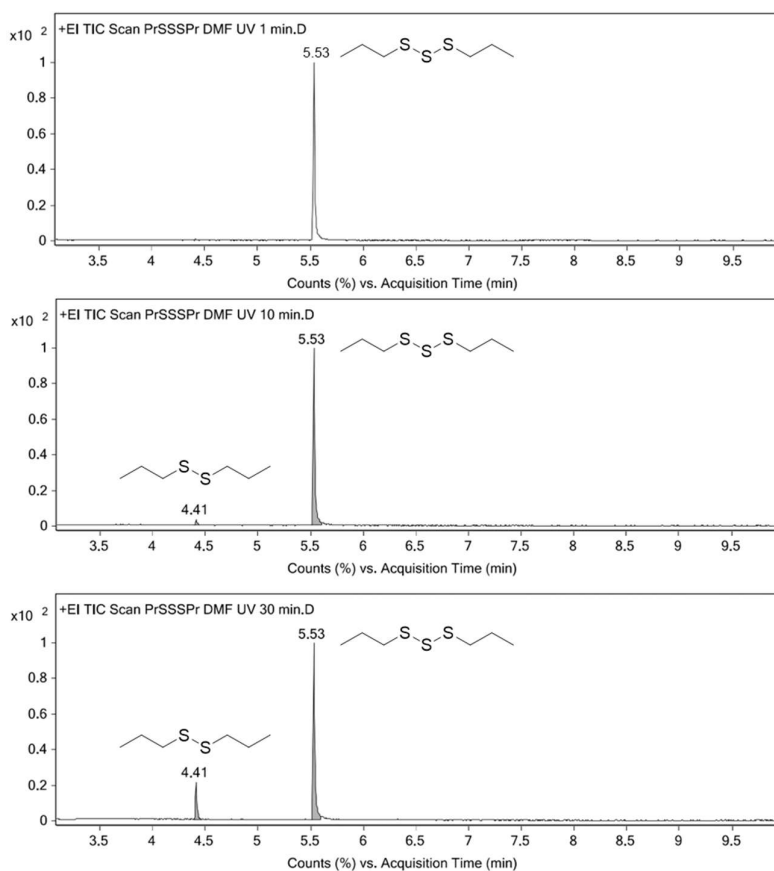 +EI TIC Scan PrSSSPr DMF UV 1 min.D
x10 2
5.53
S S S
1
0.8
0.6
0.4
0.2
0
3.5 4 4.5 5 5.5 6 6.5 7 7.5 8 8.5 9 9.5
Counts (%) vs. Acquisition Time (min)
+EI TIC Scan PrSSSPr DMF UV 10 min.D
x10 2
5.53
S S S
1
0.8
0.6
0.4
S S
0.2
4.41
0
3.5 4 4.5 5 5.5 6 6.5 7 7.5 8 8.5 9 9.5
Counts (%) vs. Acquisition Time (min)
+EI TIC Scan PrSSSPr DMF UV 30 min.D
x10 2
5.53
S S S
1
0.8
0.6
0.4
S S
4.41
0.2
0
3.5 4 4.5 5 5.5 6 6.5 7 7.5 8 8.5 9 9.5
Counts (%) vs. Acquisition Time (min)